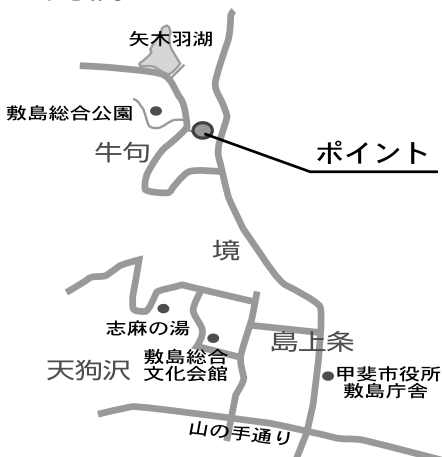 矢木羽湖
敷島総合公園
牛句
ポイント
境
志麻の湯
島上条
敷島総合
文化会館
天狗沢
甲斐市役所
敷島庁舎
山の手通り